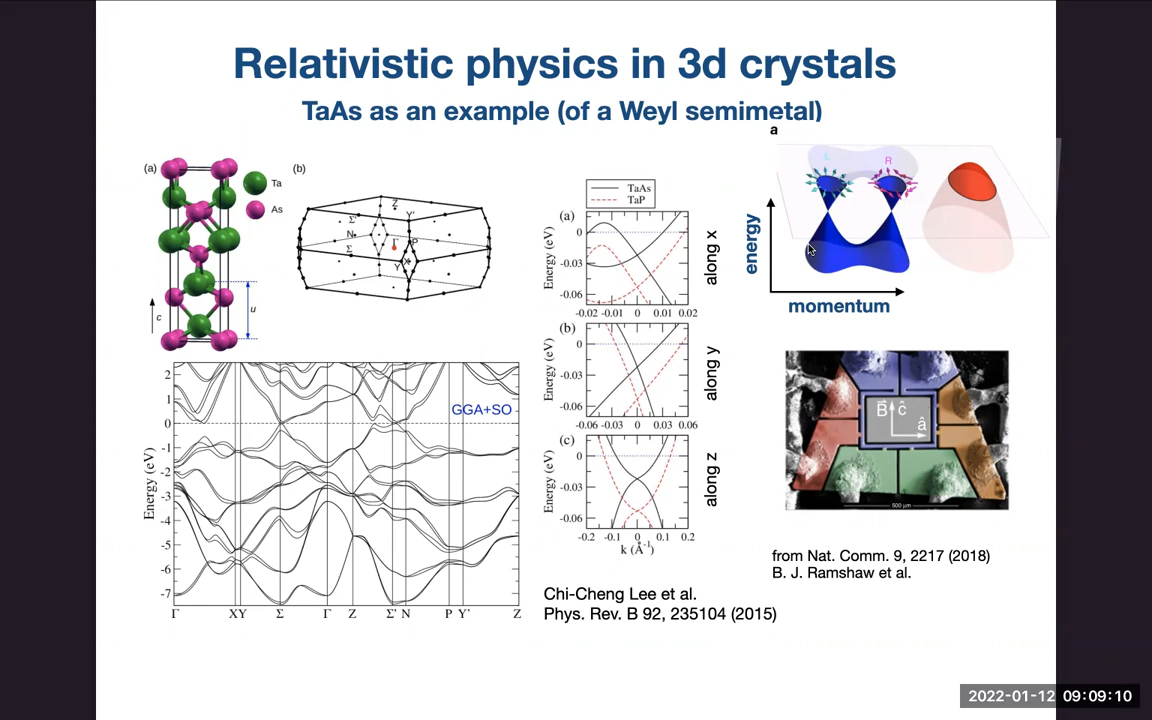 Relativistic physics in 3d crystals
TaAs as an example (of a Weyl semimetal)
(a)
Ta
As
c
u
(b)
Z
Σ'
Y'
N
Γ
P
Σ
Y
X
Energy (eV)
2
1
0
-1
-2
-3
-4
-5
-6
-7
GGA+SO
Γ XY Σ Γ Z Σ' N P Y' Z
TaAs
TaP
(a)
Energy (eV)
0
-0.03
-0.06
-0.02 -0.01 0 0.01 0.02
along x
(b)
Energy (eV)
0
-0.03
-0.06
-0.06 -0.03 0 0.03 0.06
along y
(c)
Energy (eV)
0
-0.03
-0.06
-0.2 -0.1 0 0.1 0.2
k (Å-1)
along z
Chi-Cheng Lee et al.
Phys. Rev. B 92, 235104 (2015)
a
L
R
energy
momentum
B ĉ
â
500 μm
from Nat. Comm. 9, 2217 (2018)
B. J. Ramshaw et al.
2022-01-12 09:09:10